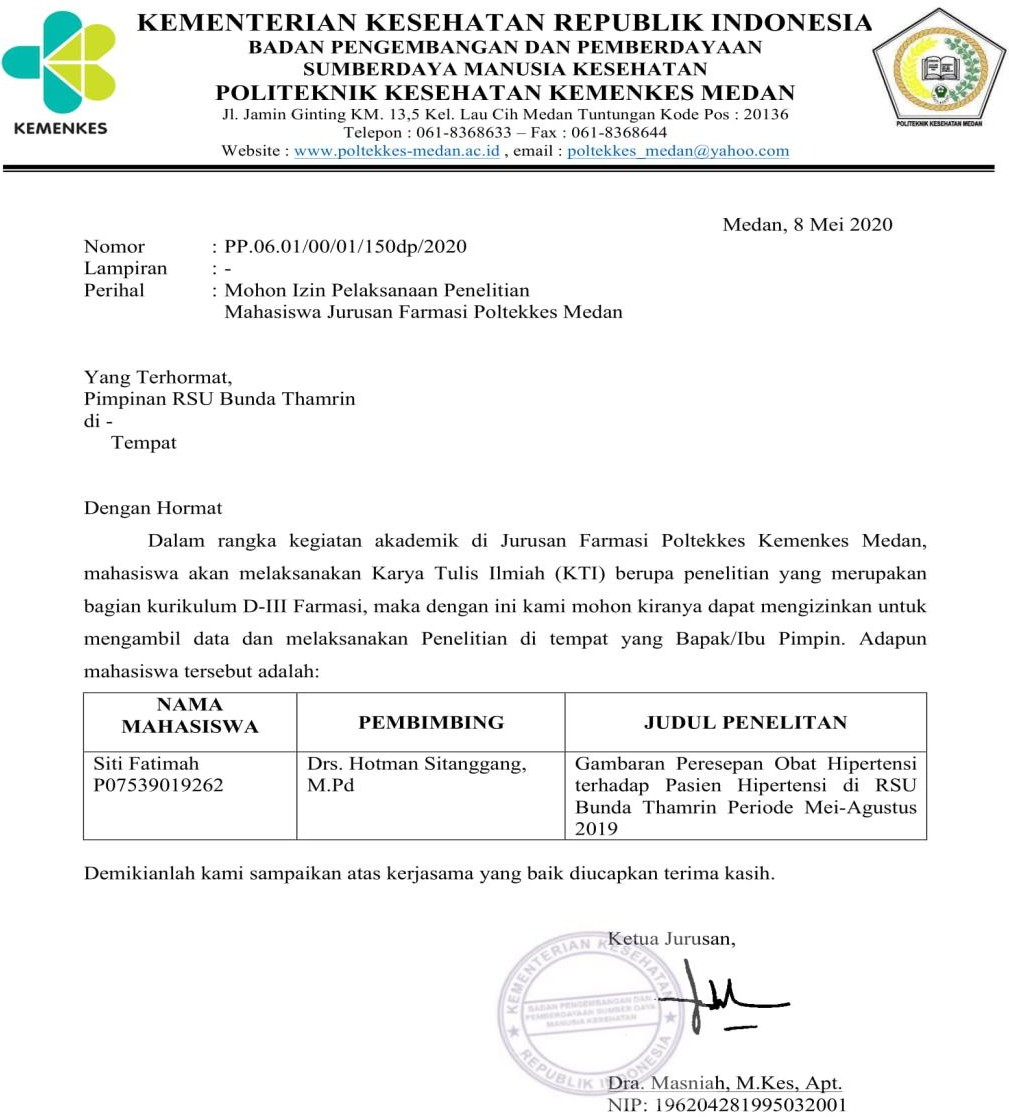 KEMENTERIAN KESEHATAN REPUBLIK INDONESIA
BADAN PENGEMBANGAN DAN PEMBERDAYAAN
SUMBERDAYA MANUSIA KESEHATAN
POLITEKNIK KESEHATAN KEMENKES MEDAN
Jl. Jamin Ginting KM. 13,5 Kel. Lau Cih Medan Tuntungan Kode Pos : 20136
Telepon : 061-8368633 – Fax : 061-8368644
Website : www.poltekkes-medan.ac.id , email : poltekkes_medan@yahoo.com
KEMENKES
POLITEKNIK KESEHATAN MEDAN
Medan, 8 Mei 2020
Nomor : PP.06.01/00/01/150dp/2020
Lampiran : -
Perihal : Mohon Izin Pelaksanaan Penelitian
Mahasiswa Jurusan Farmasi Poltekkes Medan
Yang Terhormat,
Pimpinan RSU Bunda Thamrin
di -
Tempat
Dengan Hormat
Dalam rangka kegiatan akademik di Jurusan Farmasi Poltekkes Kemenkes Medan,
mahasiswa akan melaksanakan Karya Tulis Ilmiah (KTI) berupa penelitian yang merupakan
bagian kurikulum D-III Farmasi, maka dengan ini kami mohon kiranya dapat mengizinkan untuk
mengambil data dan melaksanakan Penelitian di tempat yang Bapak/Ibu Pimpin. Adapun
mahasiswa tersebut adalah:
NAMA
MAHASISWA
PEMBIMBING
JUDUL PENELITAN
Siti Fatimah
P07539019262
Drs. Hotman Sitanggang,
M.Pd
Gambaran Peresepan Obat Hipertensi
terhadap Pasien Hipertensi di RSU
Bunda Thamrin Periode Mei-Agustus
2019
Demikianlah kami sampaikan atas kerjasama yang baik diucapkan terima kasih.
Ketua Jurusan,
KEMENTERIAN KESEHATAN
BADAN PENGEMBANGAN DAN
PEMBERDAYAAN SUMBER DAYA
MANUSIA KESEHATAN
REPUBLIK INDONESIA
Dra. Masniah, M.Kes, Apt.
NIP: 196204281995032001